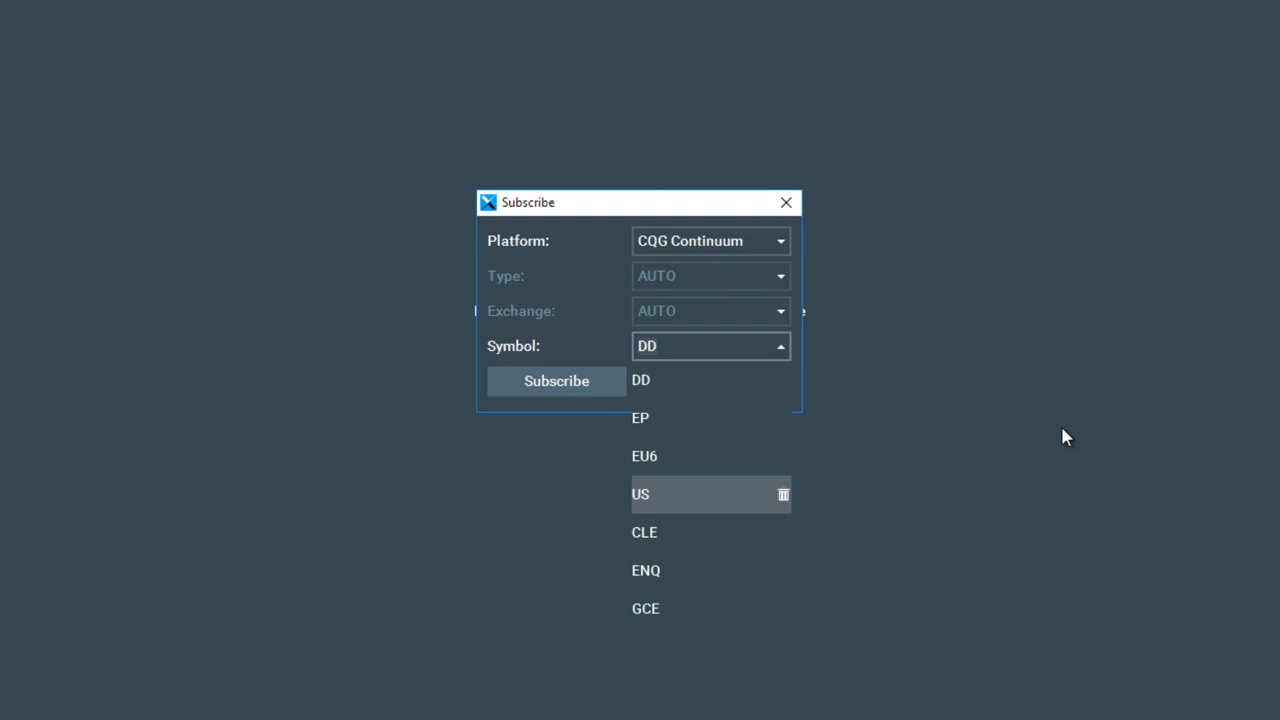 Subscribe
Platform: CQG Continuum
Type: AUTO
Exchange: AUTO
Symbol: DD
Subscribe
DD
EP
EU6
US
CLE
ENQ
GCE